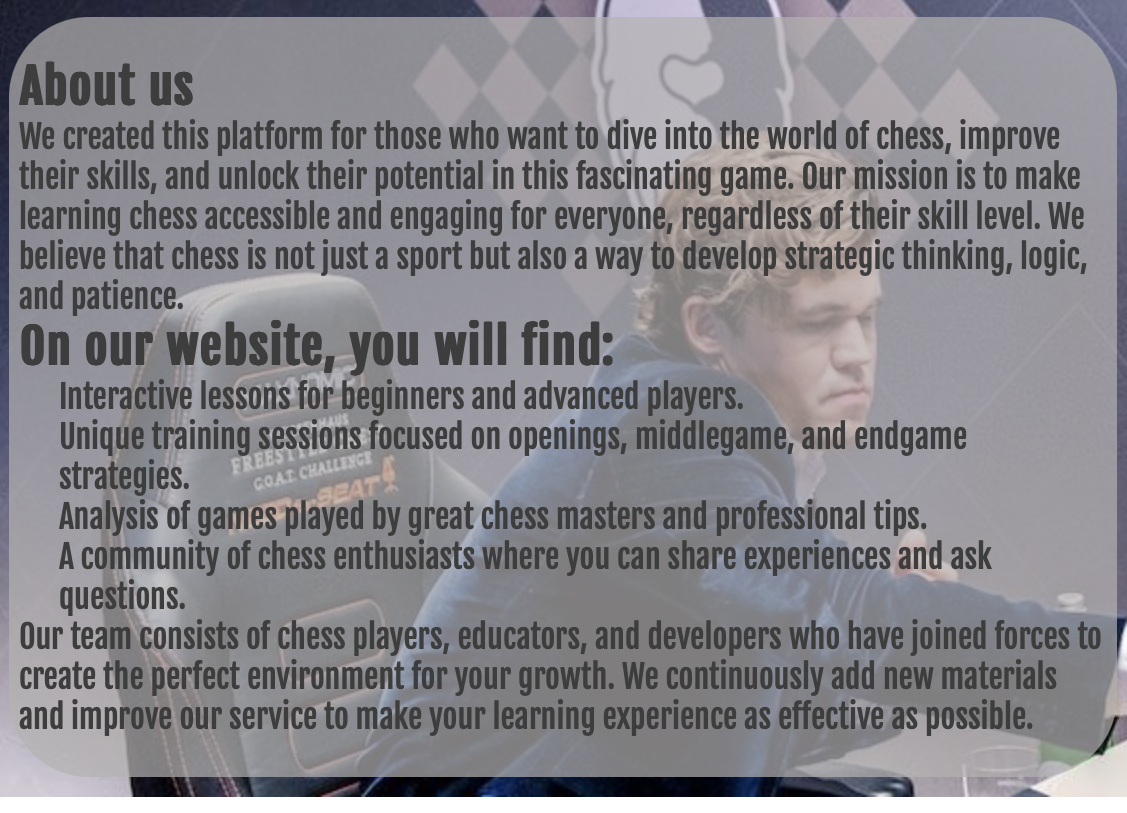 About us
We created this platform for those who want to dive into the world of chess, improve
their skills, and unlock their potential in this fascinating game. Our mission is to make
learning chess accessible and engaging for everyone, regardless of their skill level. We
believe that chess is not just a sport but also a way to develop strategic thinking, logic,
and patience.
On our website, you will find:
Interactive lessons for beginners and advanced players.
Unique training sessions focused on openings, middlegame, and endgame
strategies.
Analysis of games played by great chess masters and professional tips.
A community of chess enthusiasts where you can share experiences and ask
questions.
Our team consists of chess players, educators, and developers who have joined forces to
create the perfect environment for your growth. We continuously add new materials
and improve our service to make your learning experience as effective as possible.
FREESTYLE
G.O.A.T. CHALLENGE